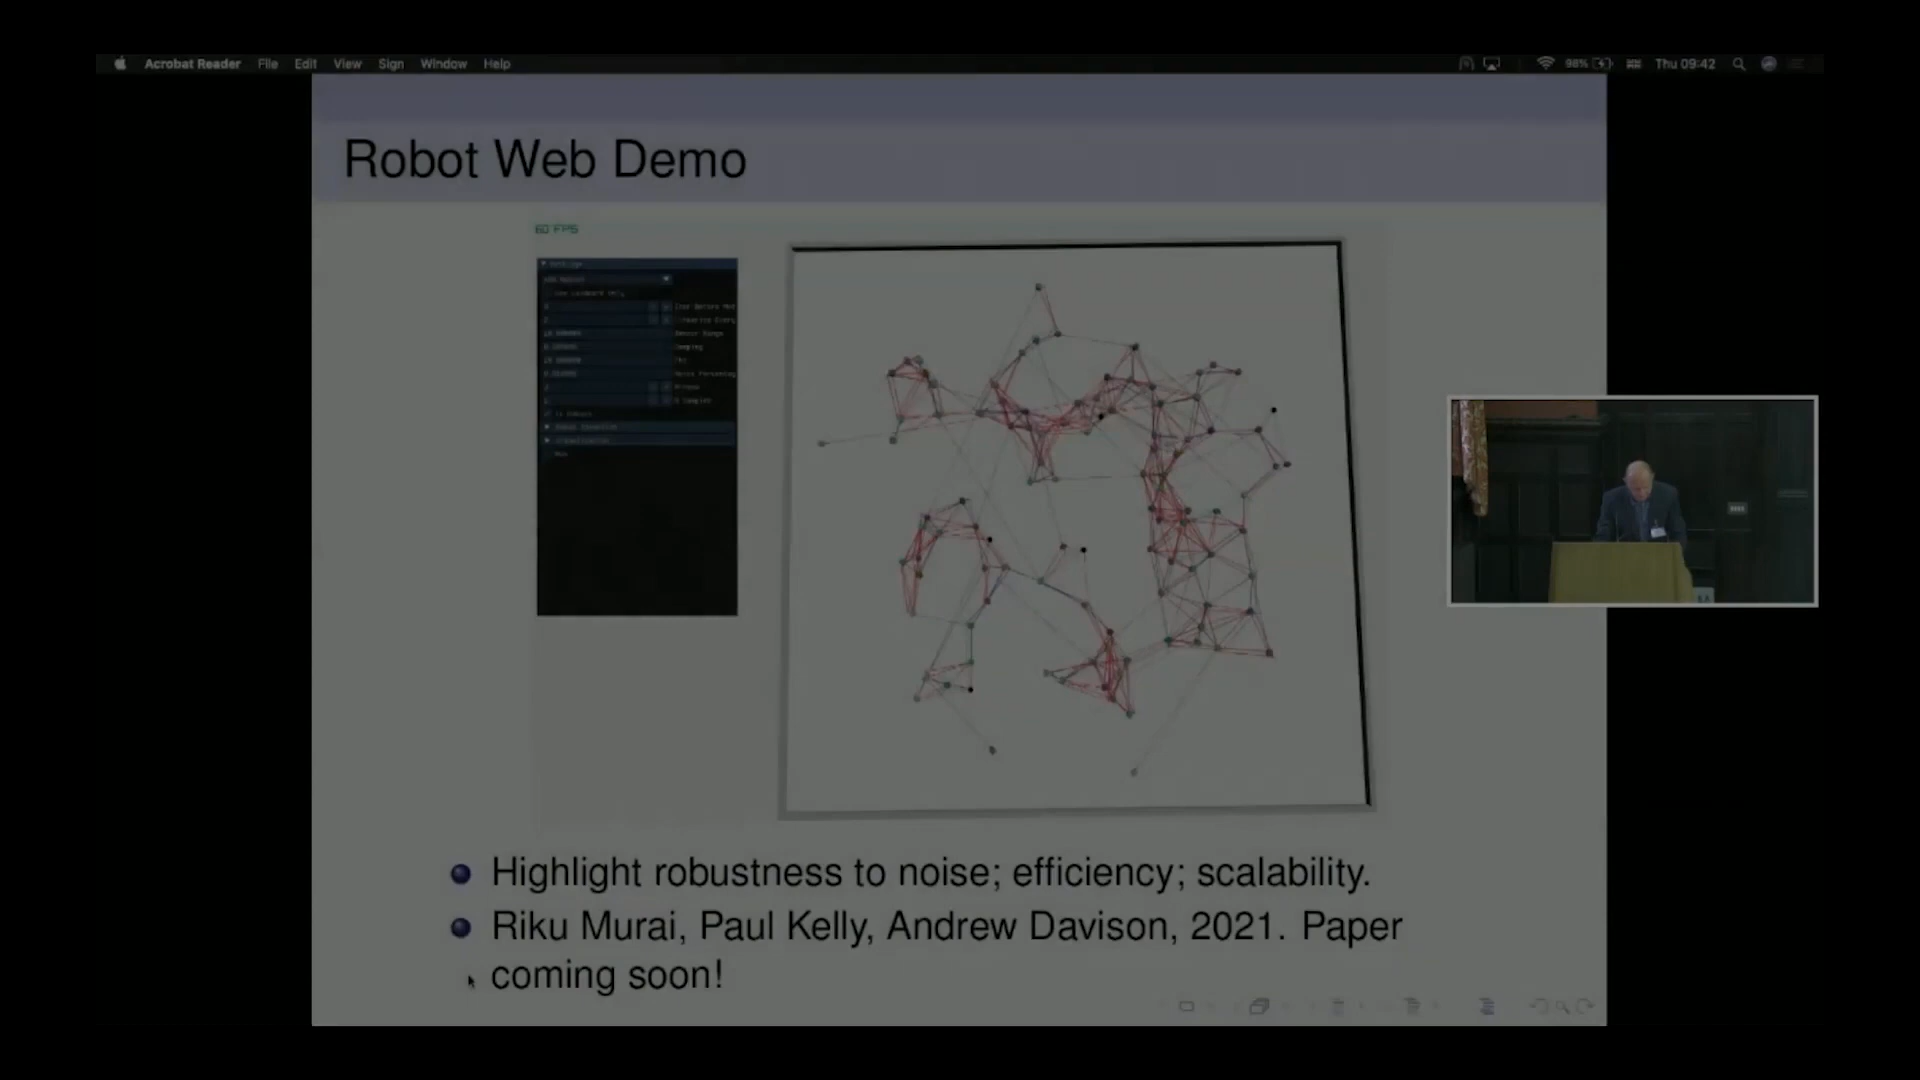 Acrobat Reader File Edit View Sign Window Help
98% Thu 09:42
Robot Web Demo
60 FPS
Highlight robustness to noise; efficiency; scalability.
Riku Murai, Paul Kelly, Andrew Davison, 2021. Paper
coming soon!